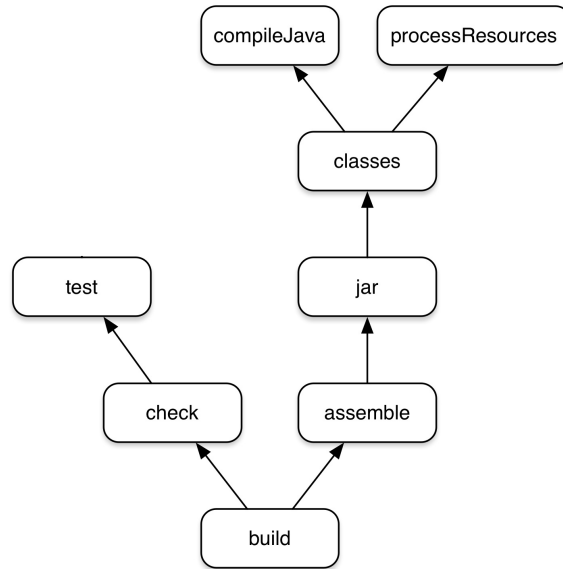 compileJava
processResources
classes
test
jar
check
assemble
build